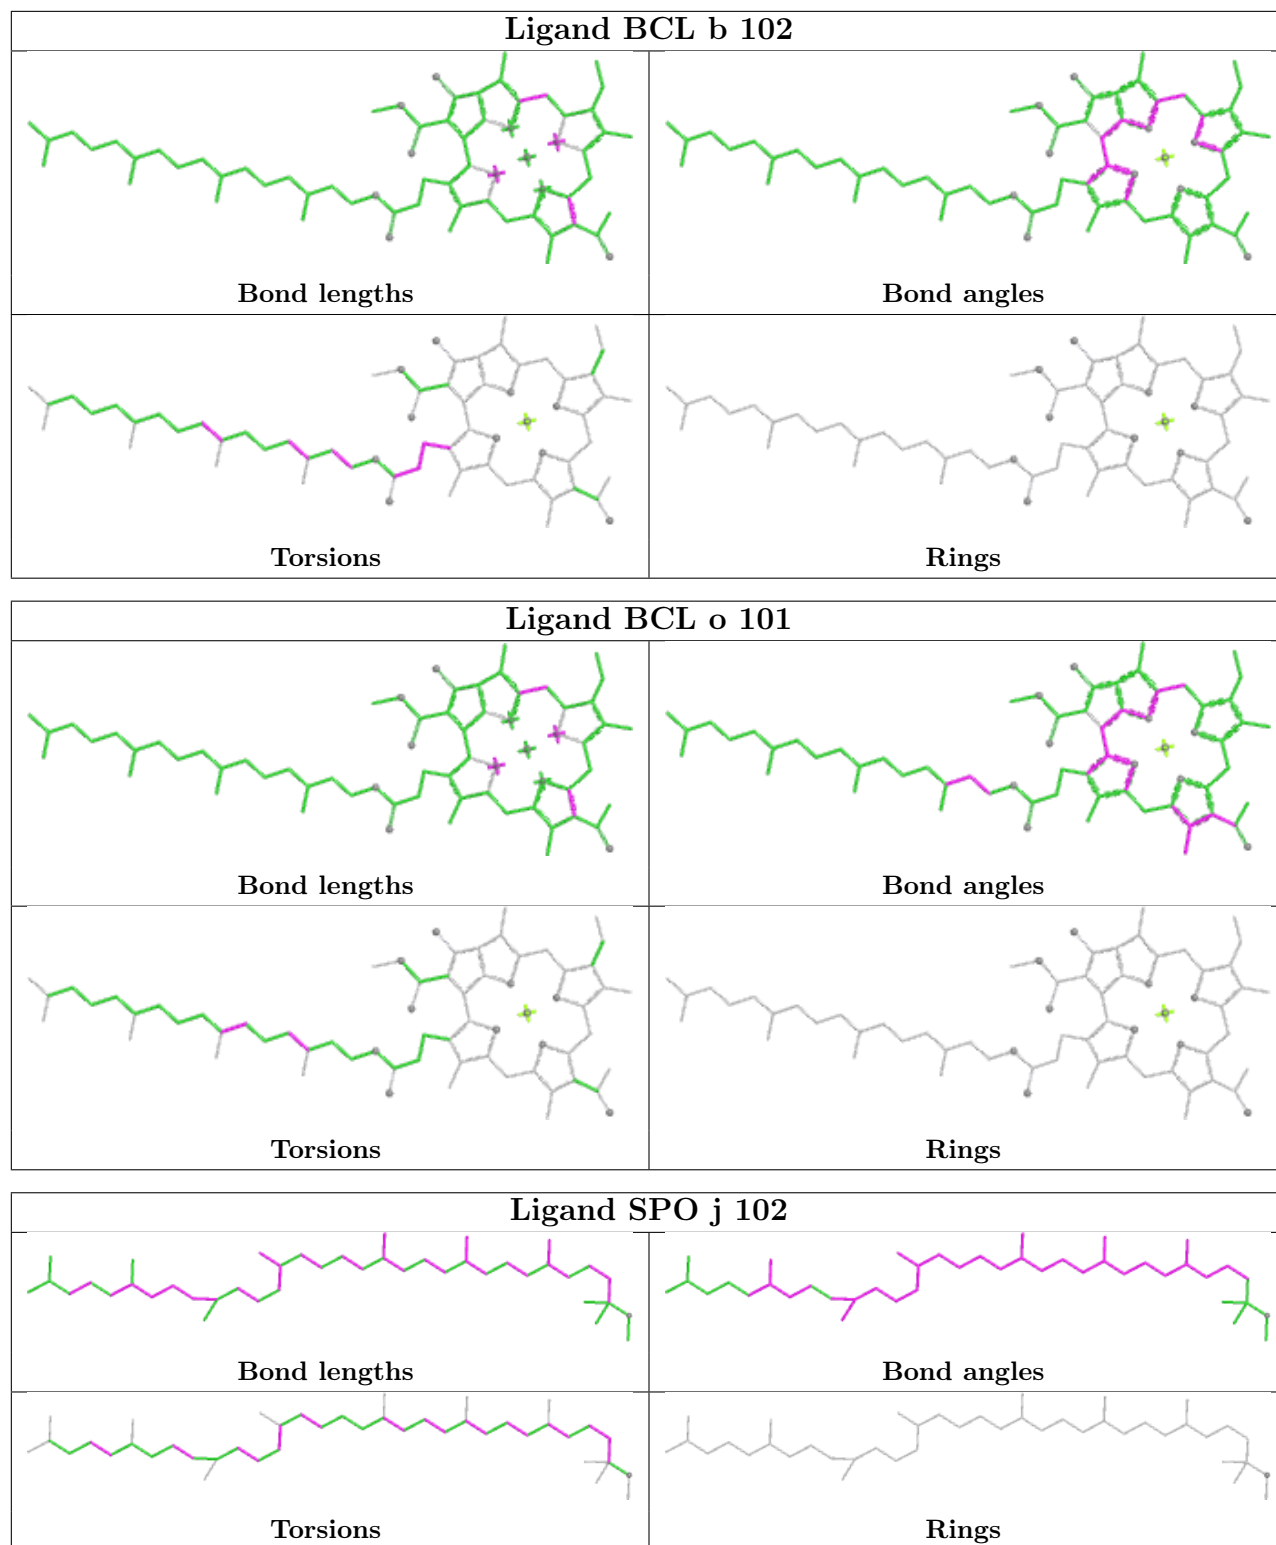 Ligand BCL b 102
Bond lengths
Bond angles
Torsions
Rings
Ligand BCL o 101
Bond lengths
Bond angles
Torsions
Rings
Ligand SPO j 102
Bond lengths
Bond angles
Torsions
Rings